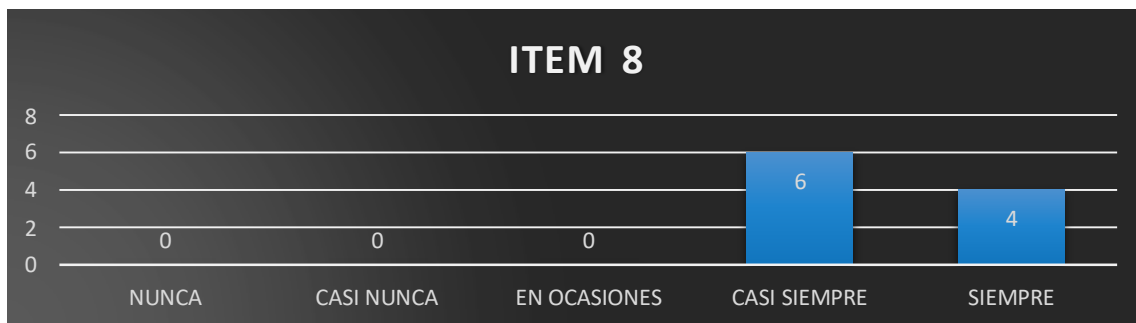 ITEM 8
8
6
4
2
0
0
0
0
6
4
NUNCA
CASI NUNCA
EN OCASIONES
CASI SIEMPRE
SIEMPRE